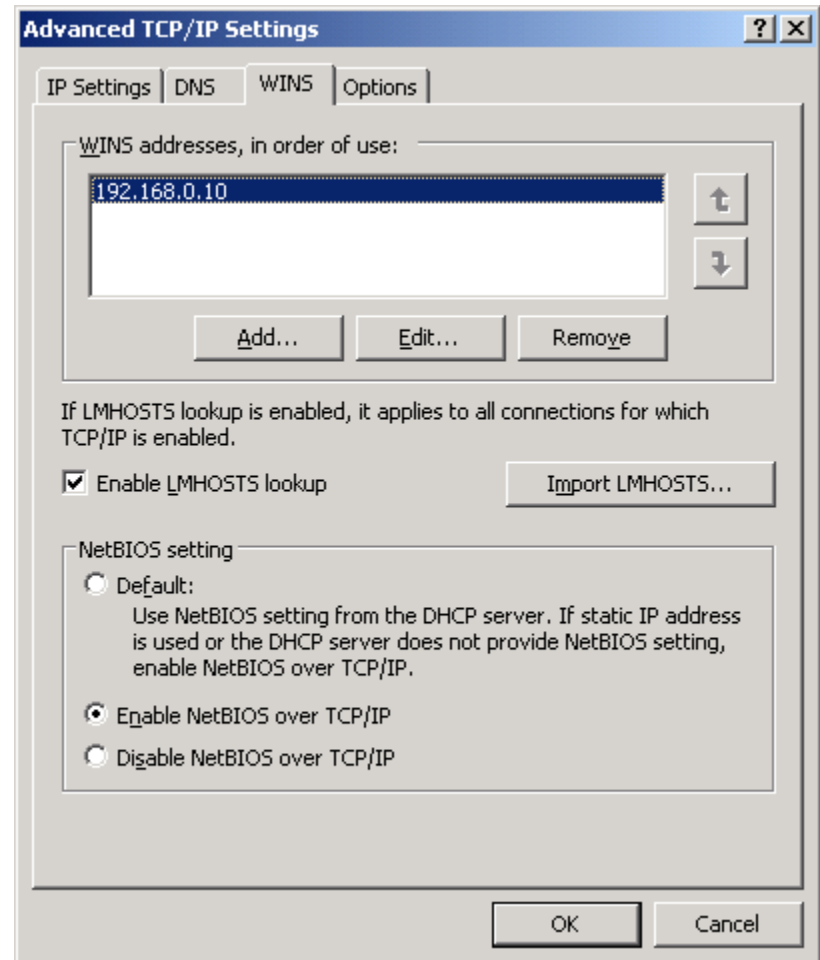 Advanced TCP/IP Settings
IP Settings DNS WINS Options
WINS addresses, in order of use:
192.168.0.10
Add... Edit... Remove
If LMHOSTS lookup is enabled, it applies to all connections for which
TCP/IP is enabled.
Enable LMHOSTS lookup Import LMHOSTS...
NetBIOS setting
Default:
Use NetBIOS setting from the DHCP server. If static IP address
is used or the DHCP server does not provide NetBIOS setting,
enable NetBIOS over TCP/IP.
Enable NetBIOS over TCP/IP
Disable NetBIOS over TCP/IP
OK Cancel